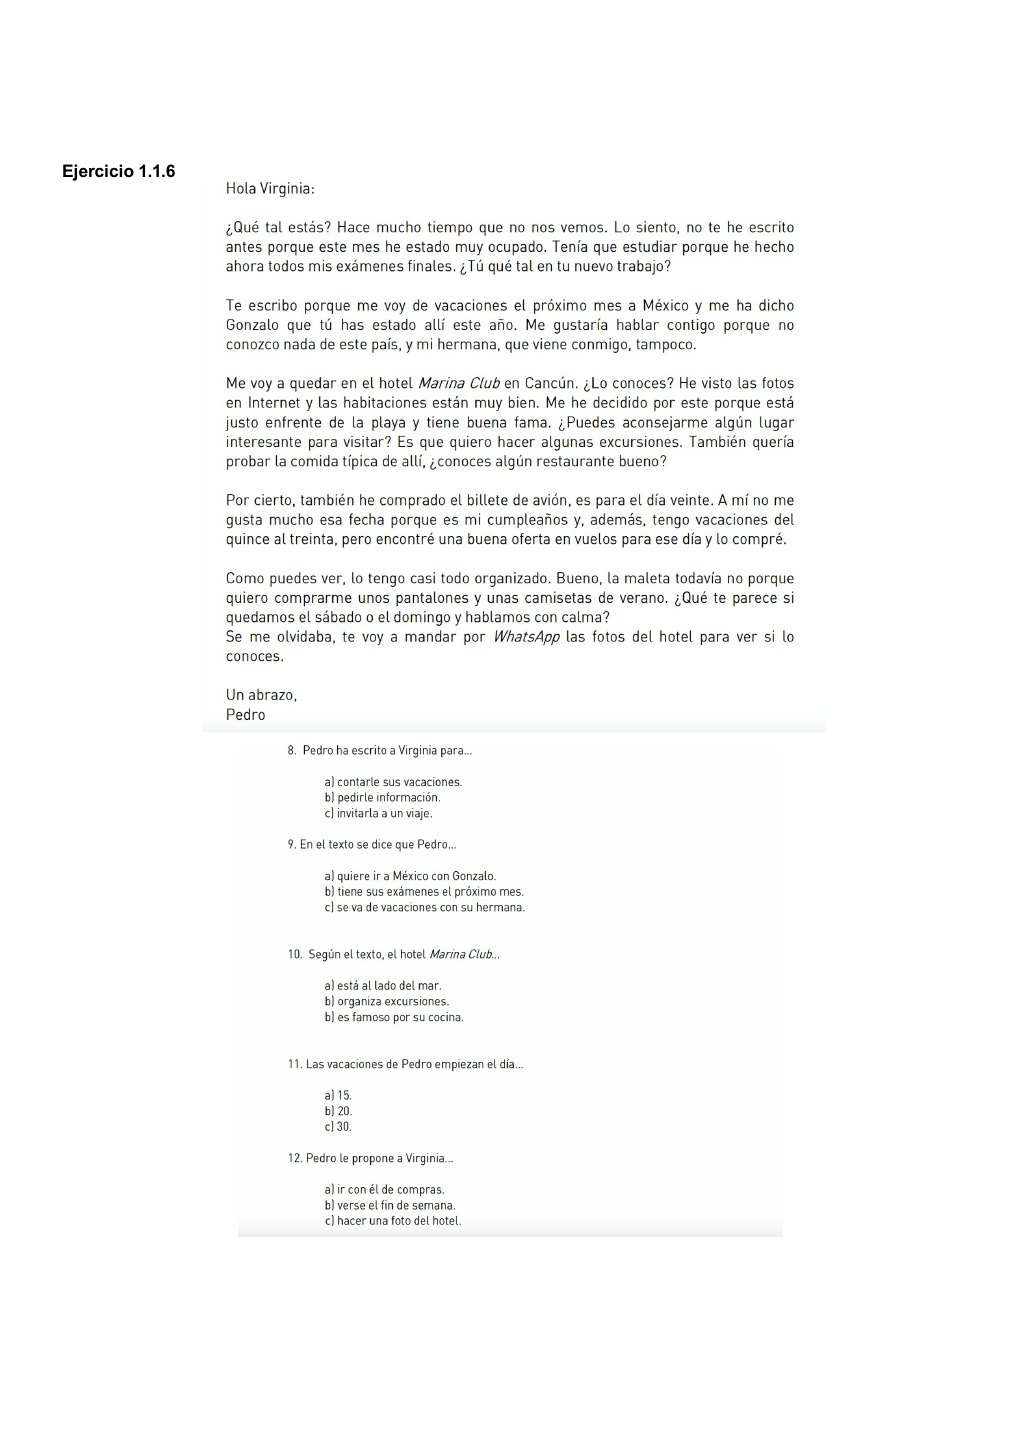 Ejercicio 1.1.6
Hola Virginia:
¿Qué tal estás? Hace mucho tiempo que no nos vemos. Lo siento, no te he escrito
antes porque este mes he estado muy ocupado. Tenía que estudiar porque he hecho
ahora todos mis exámenes finales. ¿Tú qué tal en tu nuevo trabajo?
Te escribo porque me voy de vacaciones el próximo mes a México y me ha dicho
Gonzalo que tú has estado allí este año. Me gustaría hablar contigo porque no
conozco nada de este país, y mi hermana, que viene conmigo, tampoco.
Me voy a quedar en el hotel Marina Club en Cancún. ¿Lo conoces? He visto las fotos
en Internet y las habitaciones están muy bien. Me he decidido por este porque está
justo enfrente de la playa y tiene buena fama. ¿Puedes aconsejarme algún lugar
interesante para visitar? Es que quiero hacer algunas excursiones. También quería
probar la comida típica de allí, ¿conoces algún restaurante bueno?
Por cierto, también he comprado el billete de avión, es para el día veinte. A mí no me
gusta mucho esa fecha porque es mi cumpleaños y, además, tengo vacaciones del
quince al treinta, pero encontré una buena oferta en vuelos para ese día y lo compré.
Como puedes ver, lo tengo casi todo organizado. Bueno, la maleta todavía no porque
quiero comprarme unos pantalones y unas camisetas de verano. ¿Qué te parece si
quedamos el sábado o el domingo y hablamos con calma?
Se me olvidaba, te voy a mandar por WhatsApp las fotos del hotel para ver si lo
conoces.
Un abrazo,
Pedro
8. Pedro ha escrito a Virginia para...
a) contarle sus vacaciones.
b) pedirle información.
c) invitarla a un viaje.
9. En el texto se dice que Pedro...
a) quiere ir a México con Gonzalo.
b) tiene sus exámenes el próximo mes.
c) se va de vacaciones con su hermana.
10. Según el texto, el hotel Marina Club...
a) está al lado del mar.
b) organiza excursiones.
b) es famoso por su cocina.
11. Las vacaciones de Pedro empiezan el día...
a) 15.
b) 20.
c) 30.
12. Pedro le propone a Virginia...
a) ir con él de compras.
b) verse el fin de semana.
c) hacer una foto del hotel.